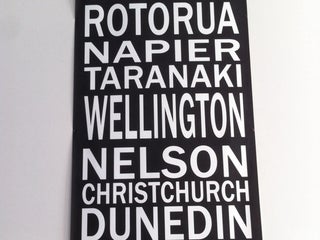 ROTORUA
NAPIER
TARANAKI
WELLINGTON
NELSON
CHRISTCHURCH
DUNEDIN